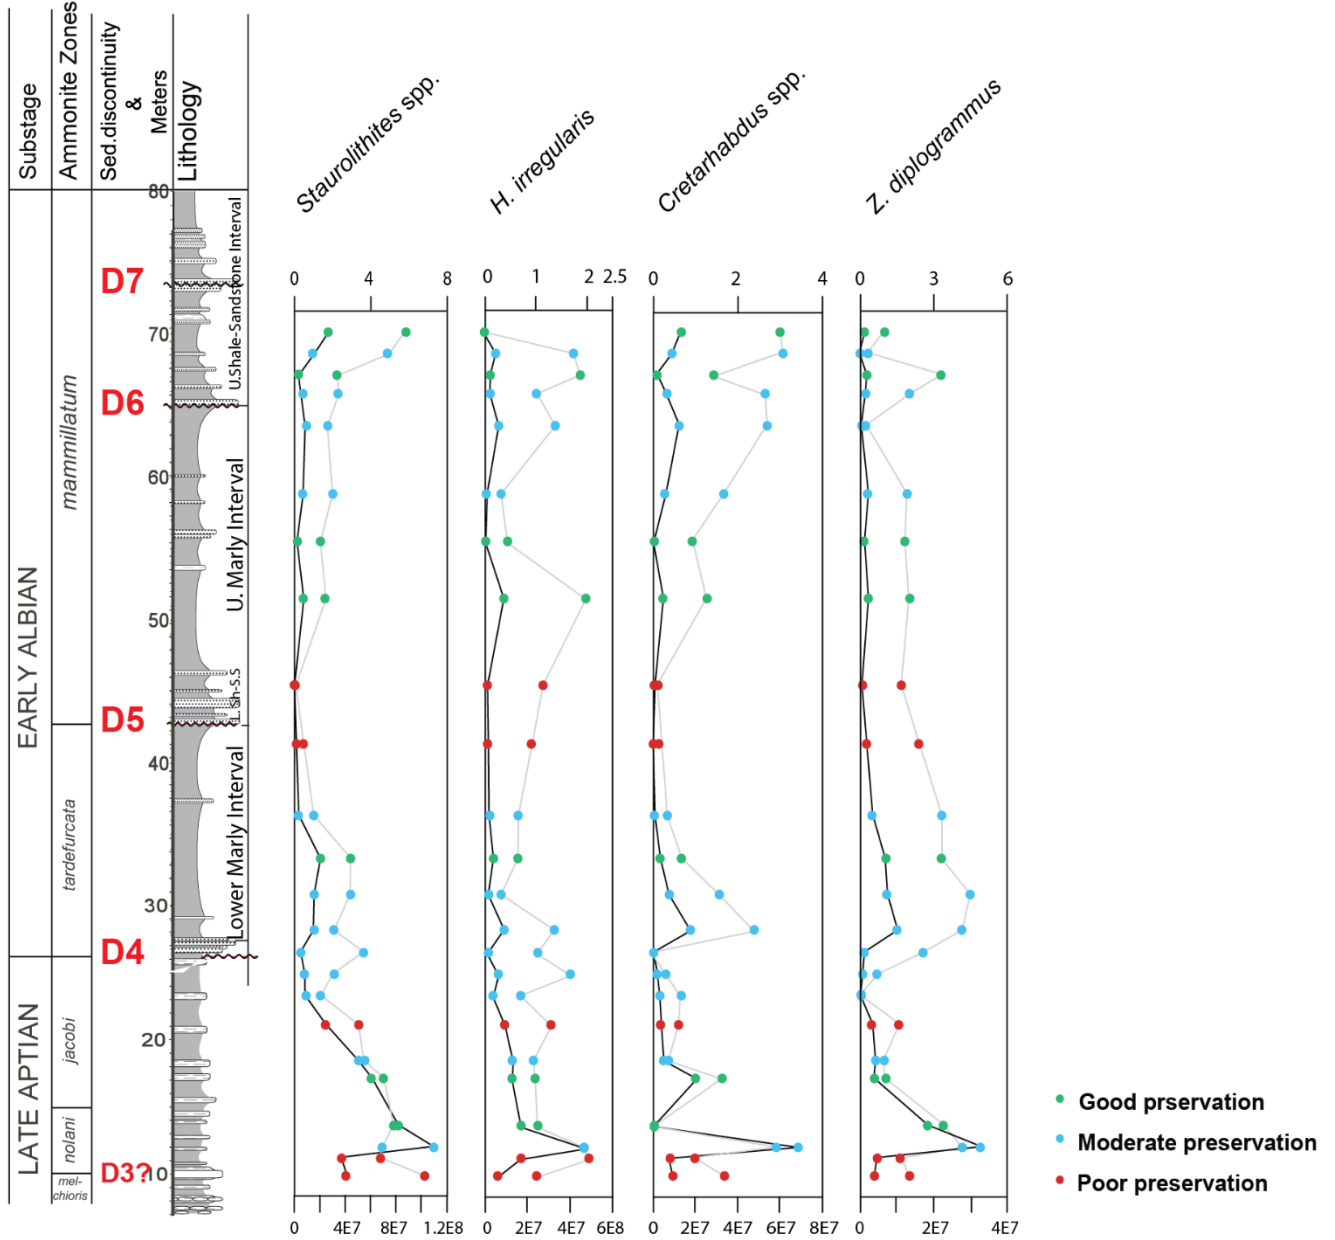 Substage
Ammonite Zones
Sed.discontinuity
&
Meters
Lithology
Staurolithites spp.
H. irregularis
Cretarhabdus spp.
Z. diplogrammus
EARLY ALBIAN
LATE APTIAN
mammillatum
tardefurcata
jacobi
nolani
mel-
chioris
D7
D6
D5
D4
D3?
80
70
60
50
40
30
20
10
U.Shale-Sandstone Interval
U. Marly Interval
L.Sh-S.S
Lower Marly Interval
0 4 8
0 1 2 2.5
0 2 4
0 3 6
0 4E7 8E7 1.2E8
0 2E7 4E7 6E8
0 2E7 4E7 6E7 8E7
0 2E7 4E7
Good prservation
Moderate preservation
Poor preservation